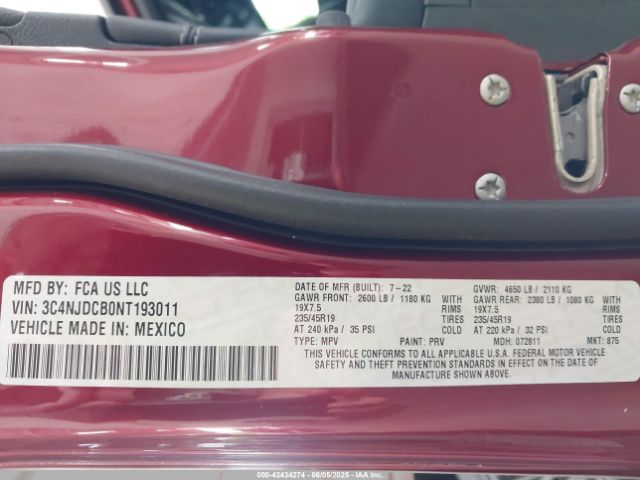 MFD BY: FCA US LLC
VIN: 3C4NJDCB0NT193011
VEHICLE MADE IN: MEXICO
DATE OF MFR (BUILT): 7-22 GVWR: 4650 LB / 2110 KG
GAWR FRONT: 2600 LB / 1180 KG GAWR REAR: 2380 LB / 1080 KG
19X7.5 RIMS 19X7.5 RIMS
235/45R19 TIRES 235/45R19 TIRES
AT 240 kPa / 35 PSI COLD AT 220 kPa / 32 PSI COLD
TYPE: MPV PAINT: PRV MDH: 072811 MKT: 875
THIS VEHICLE CONFORMS TO ALL APPLICABLE U.S.A. FEDERAL MOTOR VEHICLE
SAFETY AND THEFT PREVENTION STANDARDS IN EFFECT ON THE DATE OF
MANUFACTURE SHOWN ABOVE.
000-42434274 - 06/05/2025 - IAA Inc.